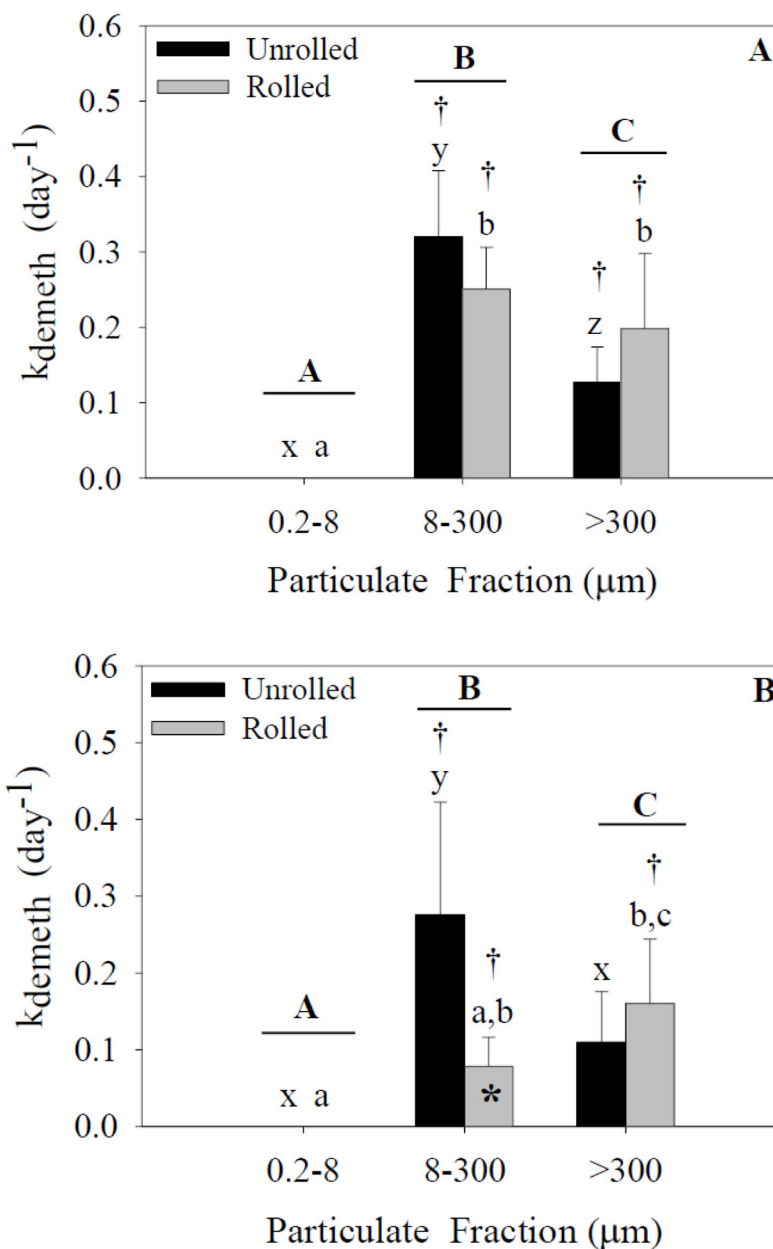 0.6
Unrolled
Rolled
B
A
0.5
†
y
C
0.4
†
b
†
b
kdemeth (day-1)
0.3
†
z
0.2
A
0.1
x a
0.0
0.2-8 8-300 >300
Particulate Fraction (μm)
0.6
Unrolled
Rolled
B
B
0.5
†
y
C
0.4
†
b,c
kdemeth (day-1)
0.3
†
a,b
x
0.2
A
0.1
x a
*
0.0
0.2-8 8-300 >300
Particulate Fraction (μm)